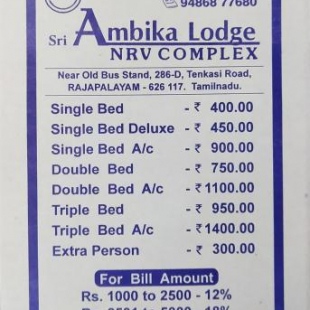 94868 77680
Sri Ambika Lodge
NRV COMPLEX
Near Old Bus Stand, 286-D, Tenkasi Road,
RAJAPALAYAM - 626 117. Tamilnadu.
Single Bed - ₹ 400.00
Single Bed Deluxe - ₹ 450.00
Single Bed A/c - ₹ 900.00
Double Bed - ₹ 750.00
Double Bed A/c - ₹ 1100.00
Triple Bed - ₹ 950.00
Triple Bed A/c - ₹ 1400.00
Extra Person - ₹ 300.00
For Bill Amount
Rs. 1000 to 2500 - 12%